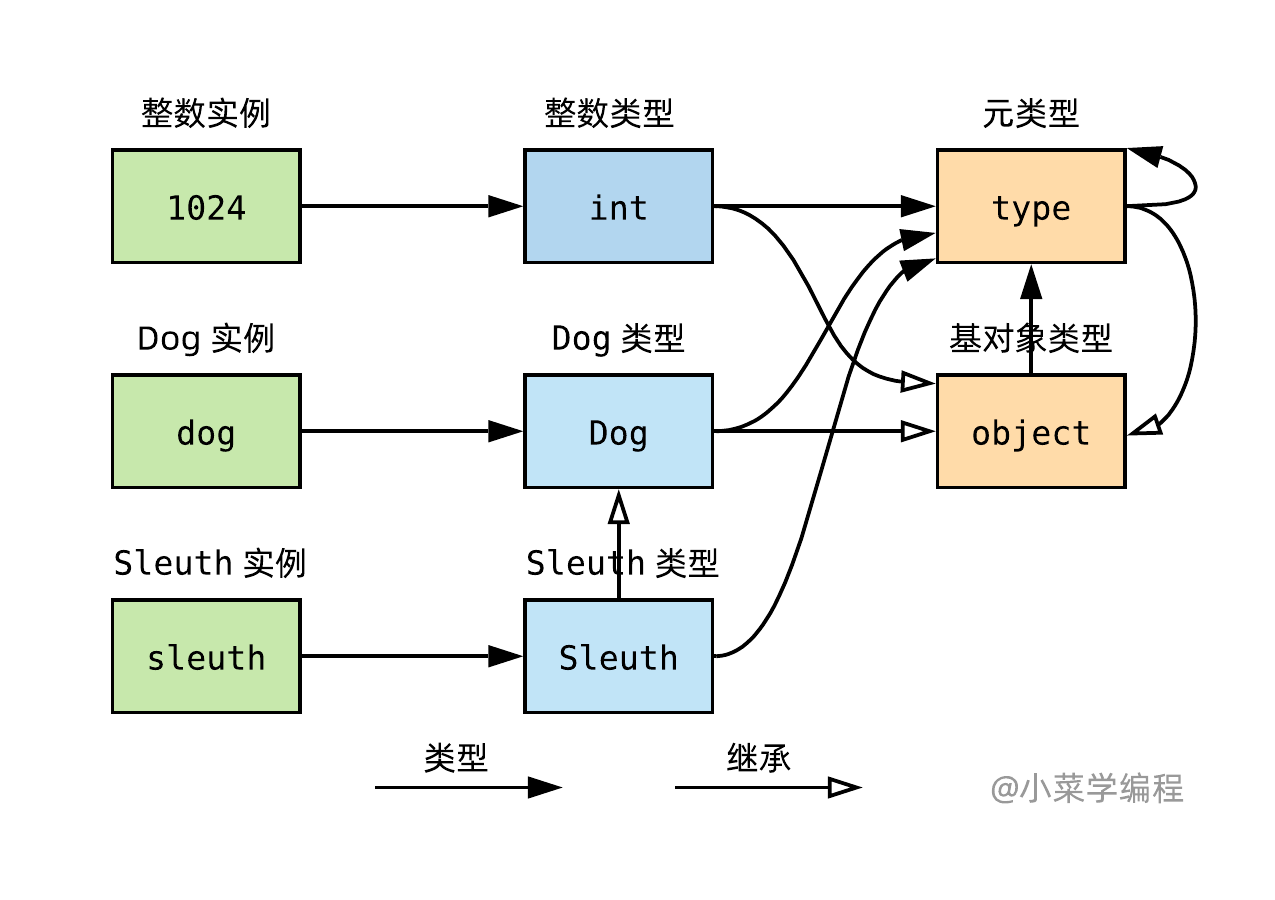 整数实例
整数类型
元类型
1024
int
type
Dog 实例
Dog 类型
基对象类型
dog
Dog
object
Sleuth 实例
Sleuth 类型
sleuth
Sleuth
类型
继承
@小菜学编程